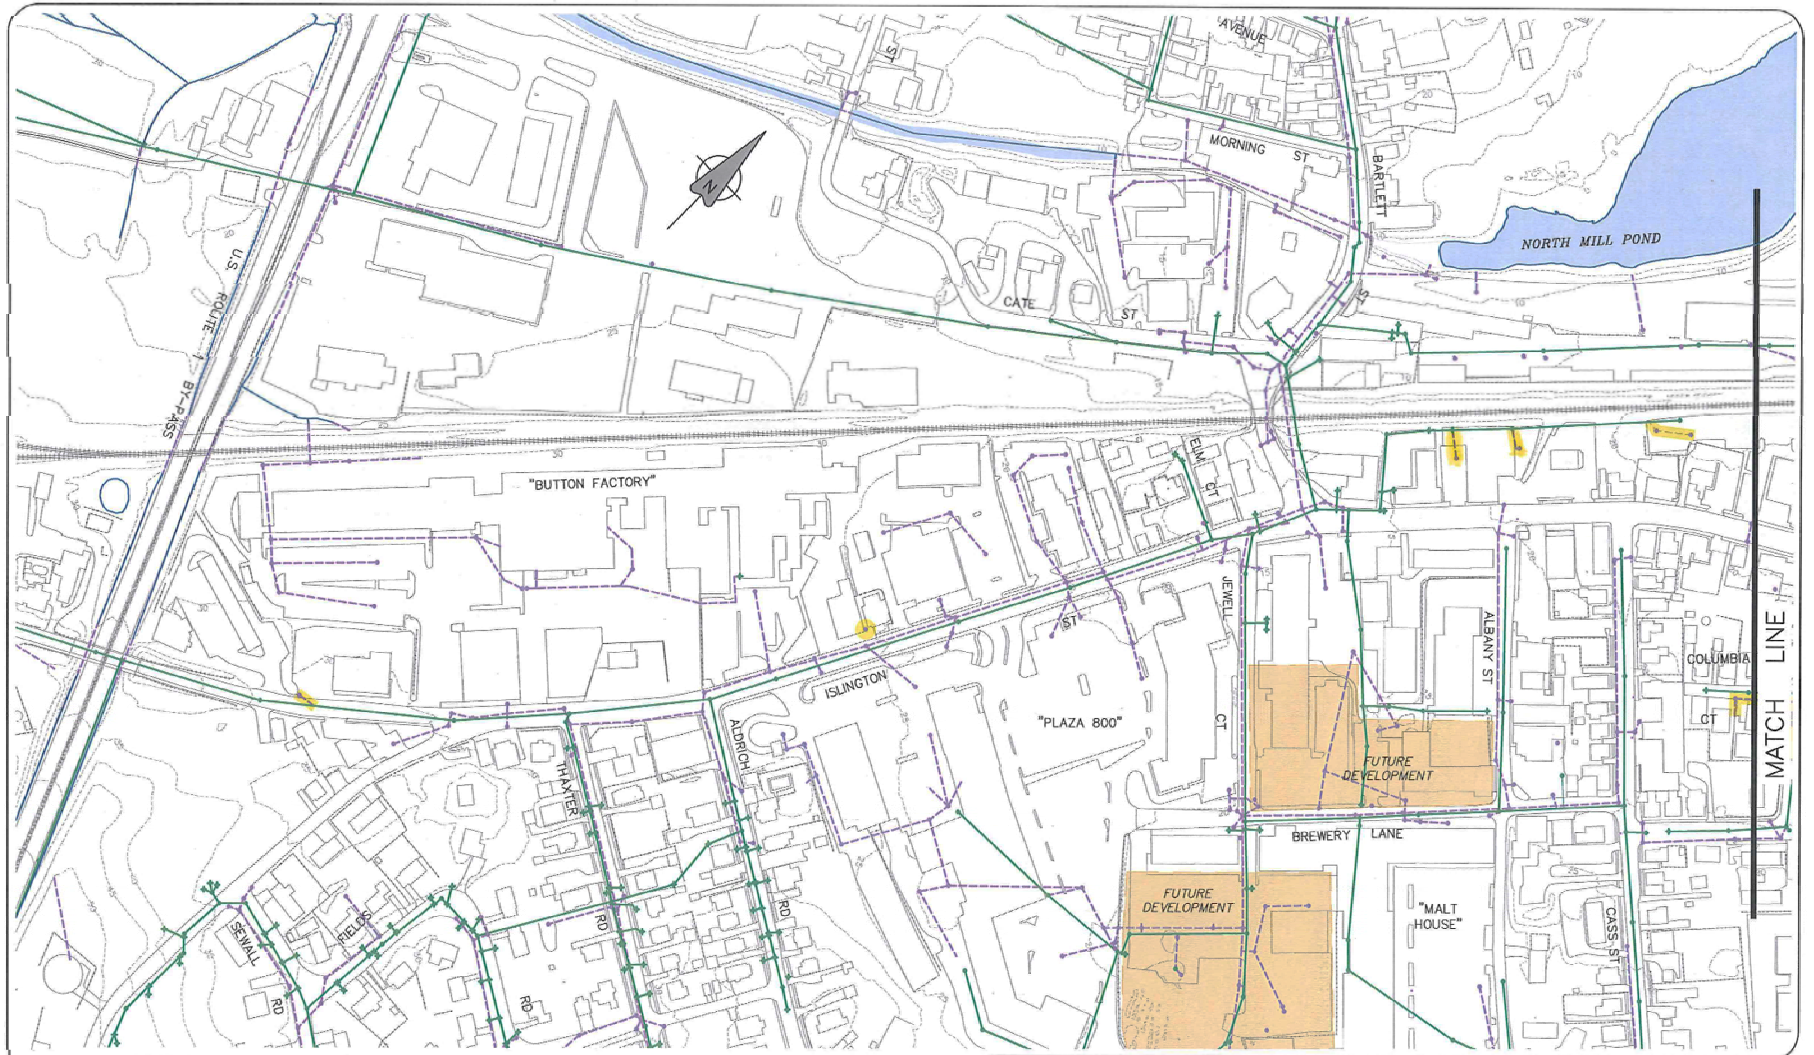 AVENUE
ST
MORNING ST
BARTLETT
ST
NORTH MILL POND
N
U.S. ROUTE 1 BY-PASS
CATE ST
"BUTTON FACTORY"
ELM CT
JEWELL CT
ALBANY ST
COLUMBIA
CT
MATCH LINE
ISLINGTON ST
"PLAZA 800"
FUTURE
DEVELOPMENT
THAXTER RD
ALDRICH RD
BREWERY LANE
FUTURE
DEVELOPMENT
"MALT
HOUSE"
CASS ST
SEWALL RD
FIELDS
RD